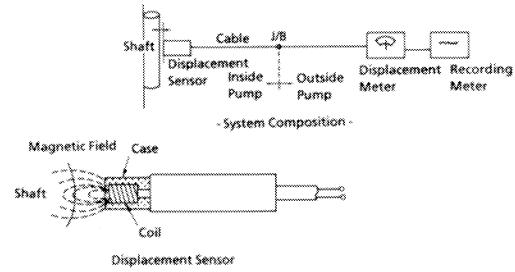 Shaft
Cable
J/B
Displacement
Sensor
Inside
Pump
Outside
Pump
Displacement
Meter
Recording
Meter
- System Composition -
Magnetic Field
Case
Shaft
Coil
Displacement Sensor